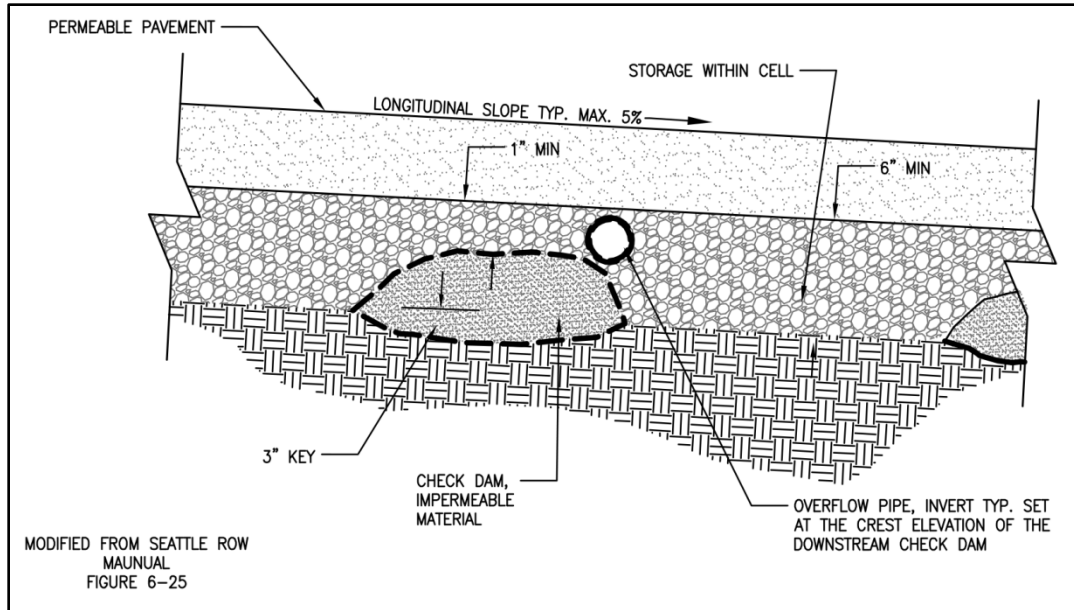 PERMEABLE PAVEMENT
STORAGE WITHIN CELL
LONGITUDINAL SLOPE TYP. MAX. 5%
1" MIN
6" MIN
3" KEY
CHECK DAM,
IMPERMEABLE
MATERIAL
OVERFLOW PIPE, INVERT TYP. SET
AT THE CREST ELEVATION OF THE
DOWNSTREAM CHECK DAM
MODIFIED FROM SEATTLE ROW
MAUNUAL
FIGURE 6-25